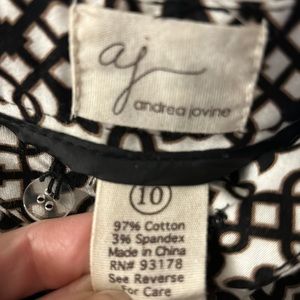 aj
andrea jovine
10
97% Cotton
3% Spandex
Made in China
RN# 93178
See Reverse
for Care